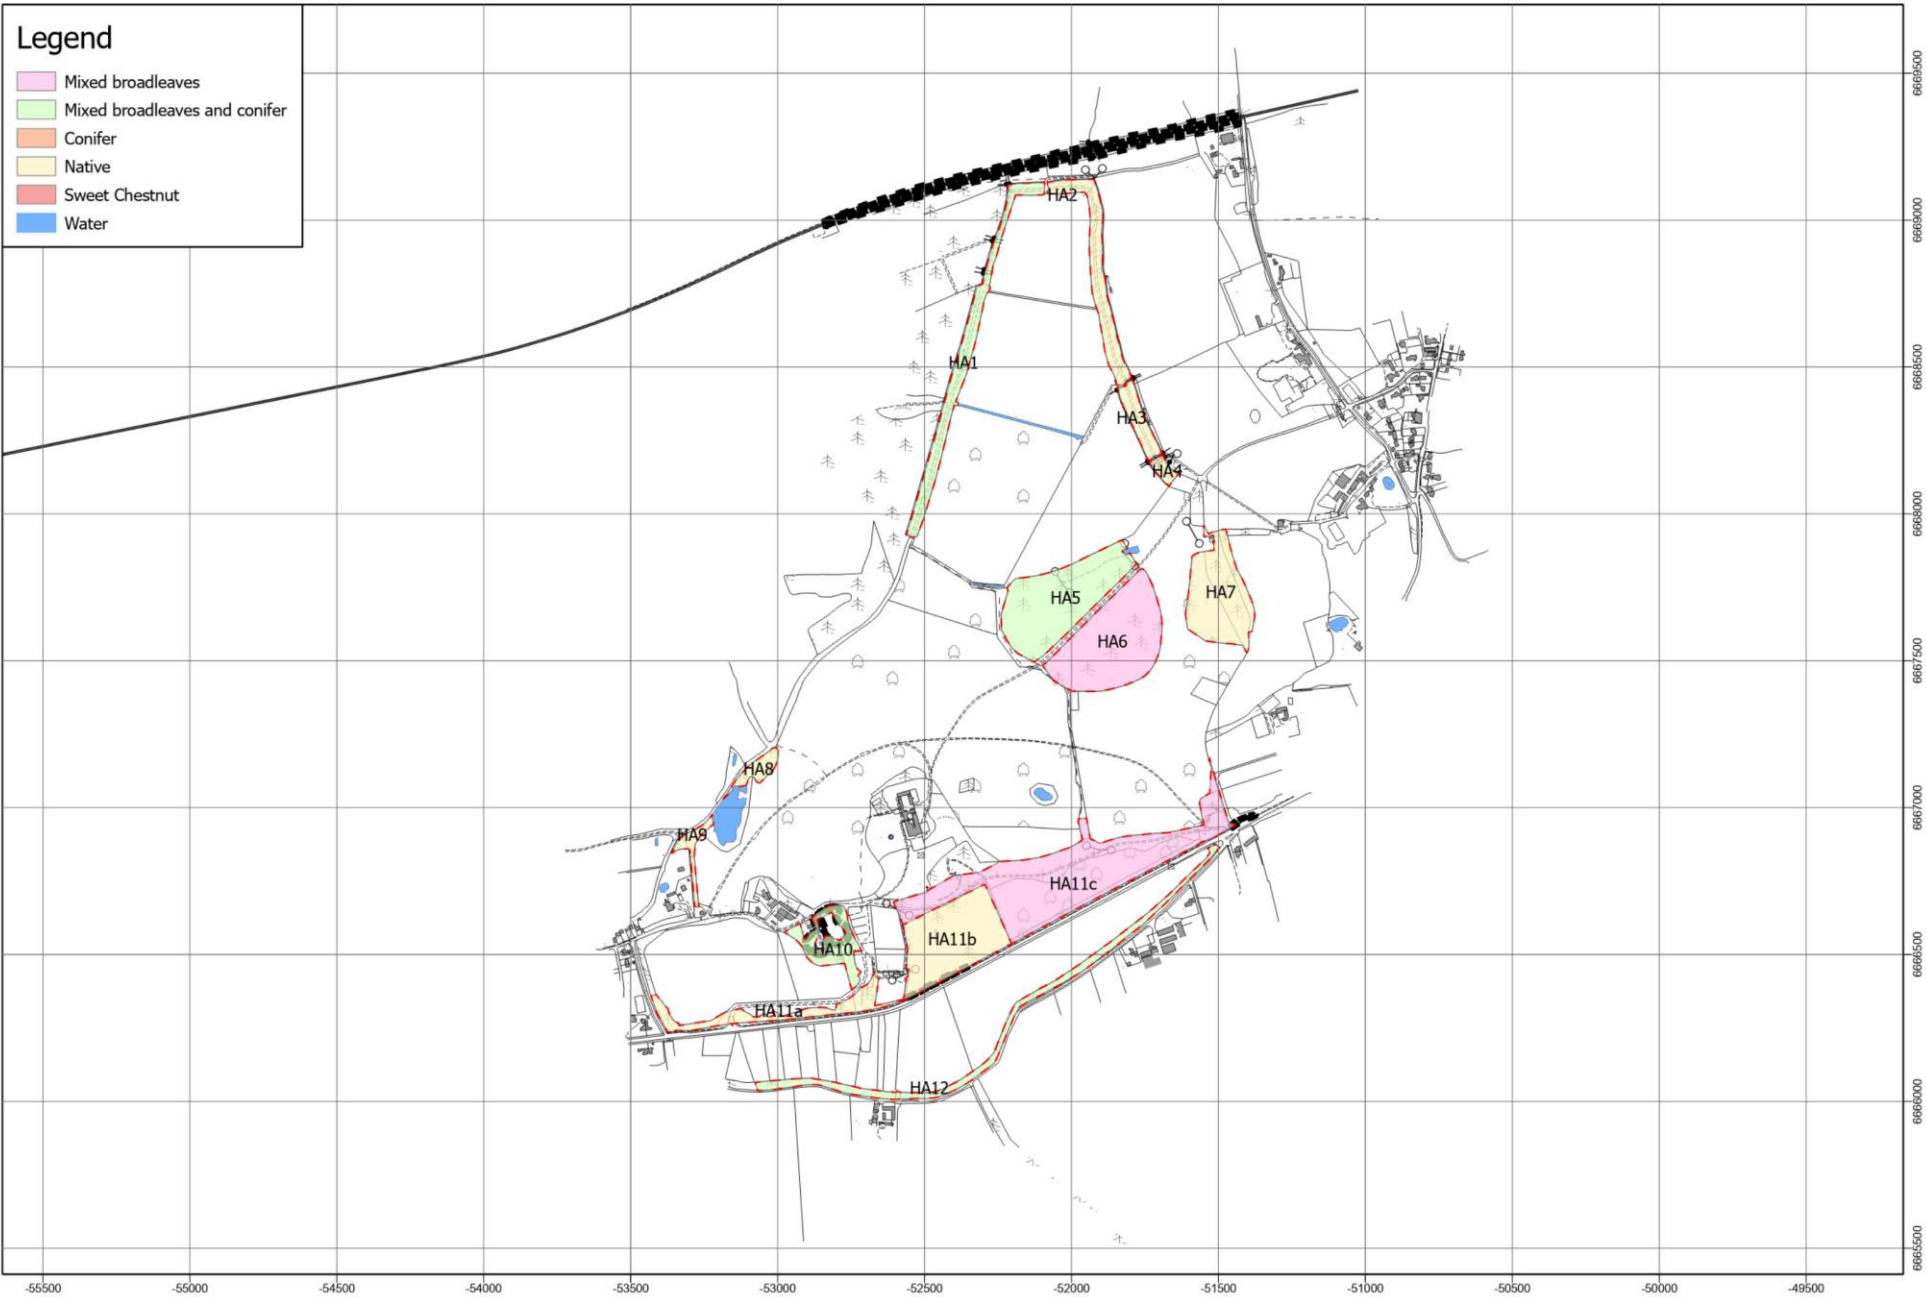 Legend
Mixed broadleaves
Mixed broadleaves and conifer
Conifer
Native
Sweet Chestnut
Water
6669500
HA2
6669000
HA1
6668500
HA3
HA4
6668000
HA5
HA7
HA6
6667500
HA8
6667000
HA9
HA11c
HA11b
HA10
6666500
HA11a
HA12
6666000
6665500
-55500 -55000 -54500 -54000 -53500 -53000 -52500 -52000 -51500 -51000 -50500 -50000 -49500